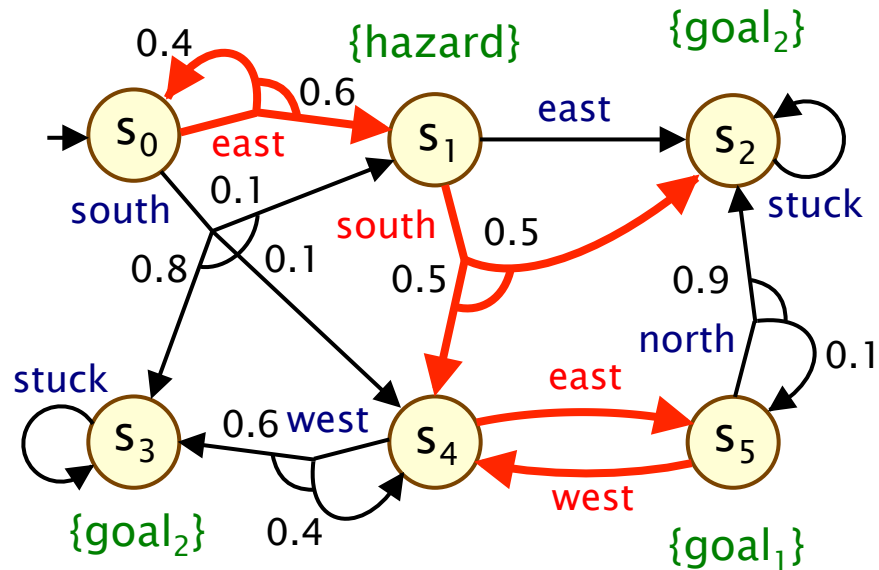 {goal₂}
{hazard}
0.4
0.6
east
s₀
s₁
s₂
east
0.1
south
south
0.5
stuck
0.8
0.1
0.5
0.9
north
0.1
stuck
east
0.6
west
s₃
s₄
s₅
west
0.4
{goal₂}
{goal₁}